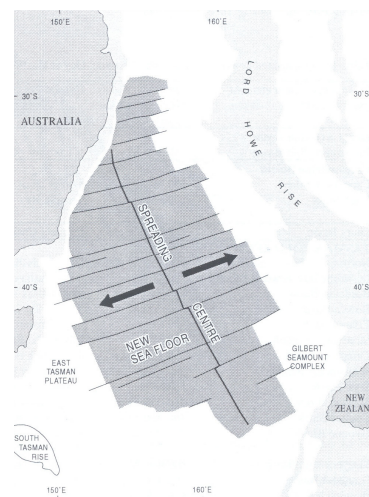 150°E
160°E
30°S
30°S
AUSTRALIA
LORD
HOWE
RISE
SPREADING
CENTRE
40°S
40°S
NEW
SEA FLOOR
EAST
TASMAN
PLATEAU
GILBERT
SEAMOUNT
COMPLEX
NEW
ZEALAN
SOUTH
TASMAN
RISE
150°E
160°E